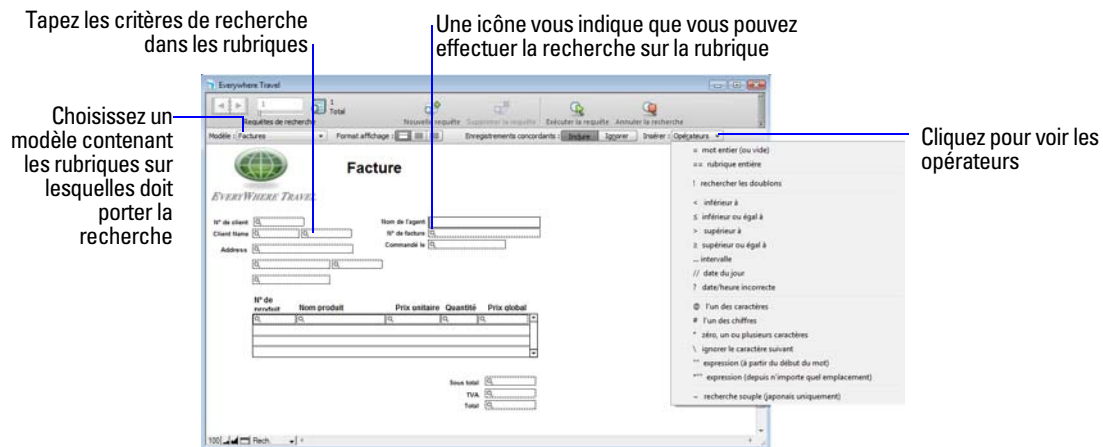 Tapez les critères de recherche
dans les rubriques
Une icône vous indique que vous pouvez
effectuer la recherche sur la rubrique
Choisissez un
modèle contenant
les rubriques sur
lesquelles doit
porter la
recherche
Cliquez pour voir les
opérateurs
Everywhere Travel
1
1
Total
Requêtes de recherche
Nouvelle requête
Supprimer la requête
Exécuter la requête
Annuler la recherche
Modèle : Factures
Format affichage :
Enregistrements concordants :
Inclure
Ignorer
Insérer :
Opérateurs
= mot entier (ou vide)
== rubrique entière
! rechercher les doublons
< inférieur à
≤ inférieur ou égal à
> supérieur à
≥ supérieur ou égal à
... intervalle
// date du jour
? date/heure incorrecte
@ l'un des caractères
# l'un des chiffres
* zéro, un ou plusieurs caractères
\ ignorer le caractère suivant
"" expression (à partir du début du mot)
*"" expression (depuis n'importe quel emplacement)
~ recherche souple (japonais uniquement)
Facture
EVERYWHERE TRAVEL
N° de client
Nom de l'agent
Client Name
N° de facture
Address
Commandé le
N° de
produit
Nom produit
Prix unitaire
Quantité
Prix global
Sous total
TVA
Total
100
Rech.